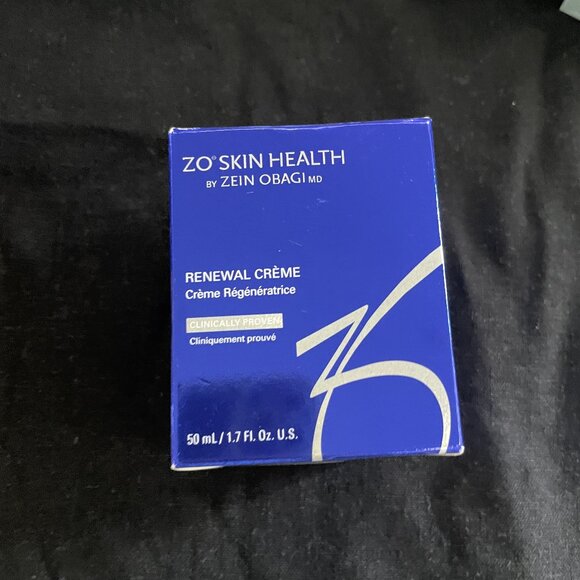 ZO® SKIN HEALTH
BY ZEIN OBAGI MD
RENEWAL CRÈME
Crème Régénératrice
CLINICALLY PROVEN
Cliniquement prouvé
50 mL / 1.7 Fl. Oz. U.S.